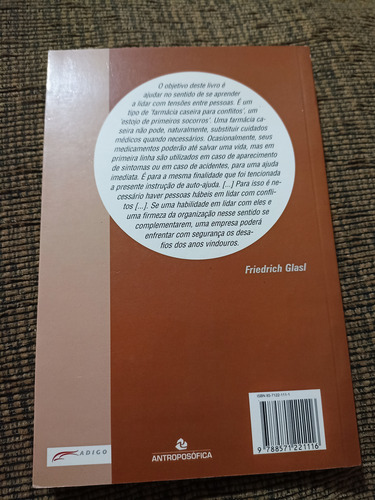 O objetivo deste livro é
ajudar no sentido de se aprender
a lidar com tensões entre pessoas. É um
tipo de 'farmácia caseira para conflitos', um
'estojo de primeiros socorros'. Uma farmácia ca-
seira não pode, naturalmente, substituir cuidados
médicos quando necessários. Ocasionalmente, seus
medicamentos poderão até salvar uma vida, mas em
primeira linha são utilizados em caso de aparecimento
de sintomas ou em caso de acidentes, para uma ajuda
imediata. É para a mesma finalidade que foi tencionada
a presente instrução de auto-ajuda. [...] Para isso é ne-
cessário haver pessoas hábeis em lidar com confli-
tos [...]. Se uma habilidade em lidar com eles e
uma firmeza da organização nesse sentido se
complementarem, uma empresa poderá
enfrentar com segurança os desa-
fios dos anos vindouros.
Friedrich Glasl
ISBN 85-7122-111-1
9 788571 221116
ADIGO
ANTROPOSÓFICA